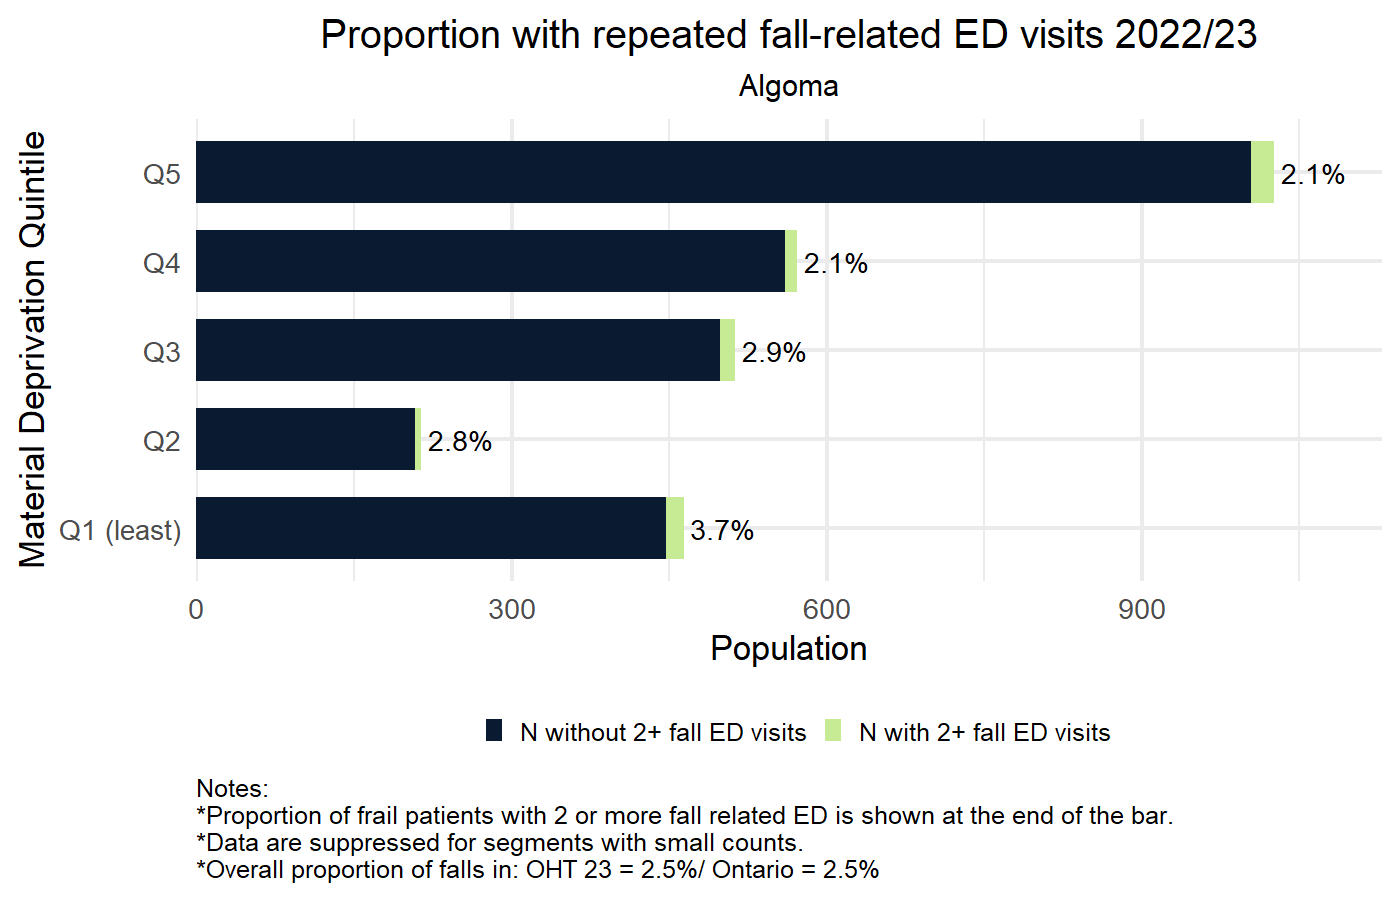 Proportion with repeated fall-related ED visits 2022/23
Algoma
Material Deprivation Quintile
Q5
2.1%
Q4
2.1%
Q3
2.9%
Q2
2.8%
Q1 (least)
3.7%
0 300 600 900
Population
N without 2+ fall ED visits N with 2+ fall ED visits
Notes:
*Proportion of frail patients with 2 or more fall related ED is shown at the end of the bar.
*Data are suppressed for segments with small counts.
*Overall proportion of falls in: OHT 23 = 2.5%/ Ontario = 2.5%